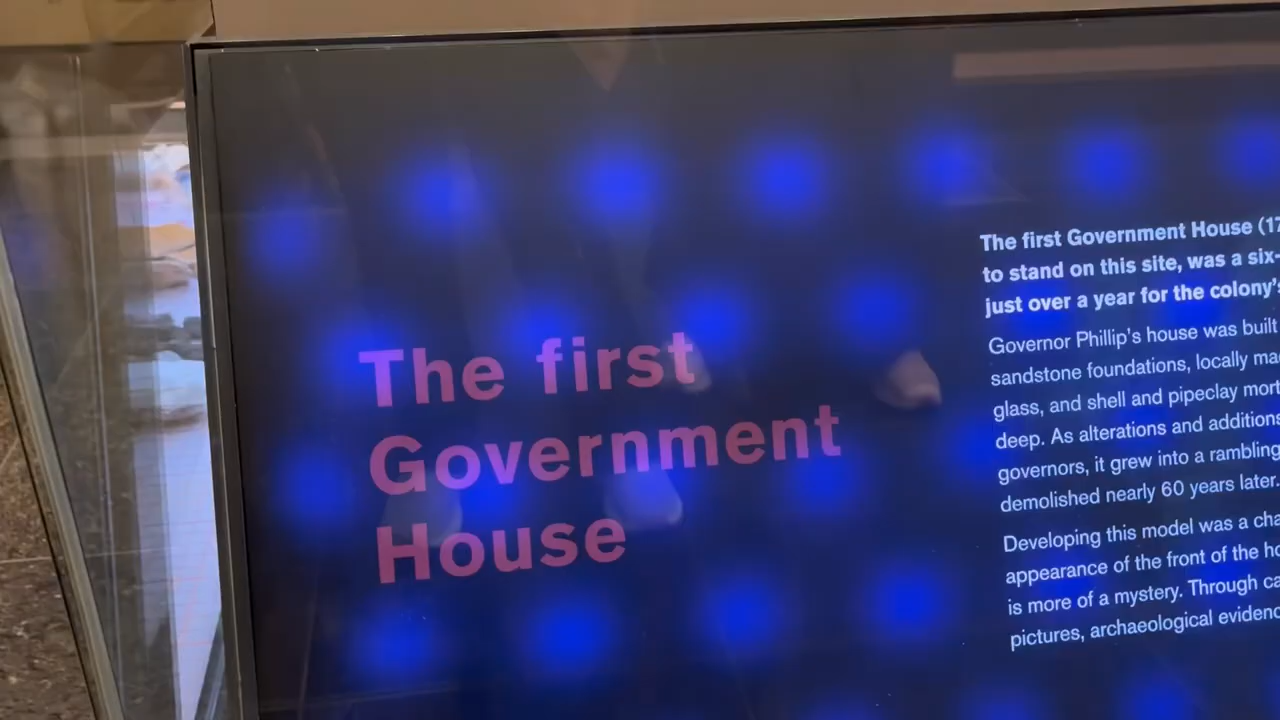 The first
Government
House
The first Government House (17
to stand on this site, was a six-
just over a year for the colony's
Governor Phillip's house was built
sandstone foundations, locally ma
glass, and shell and pipeclay mort
deep. As alterations and additions
governors, it grew into a rambling
demolished nearly 60 years later.
Developing this model was a cha
appearance of the front of the ho
is more of a mystery. Through ca
pictures, archaeological evidenc